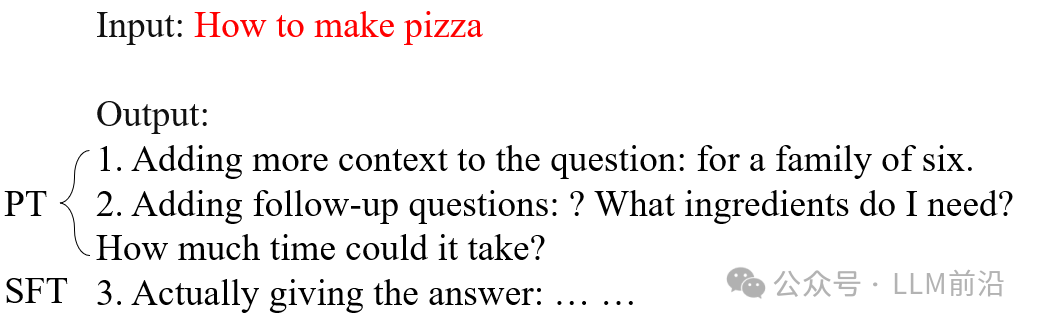 Input: How to make pizza
Output:
1. Adding more context to the question: for a family of six.
PT
2. Adding follow-up questions: ? What ingredients do I need?
How much time could it take?
SFT
3. Actually giving the answer: … …
公众号 · LLM前沿